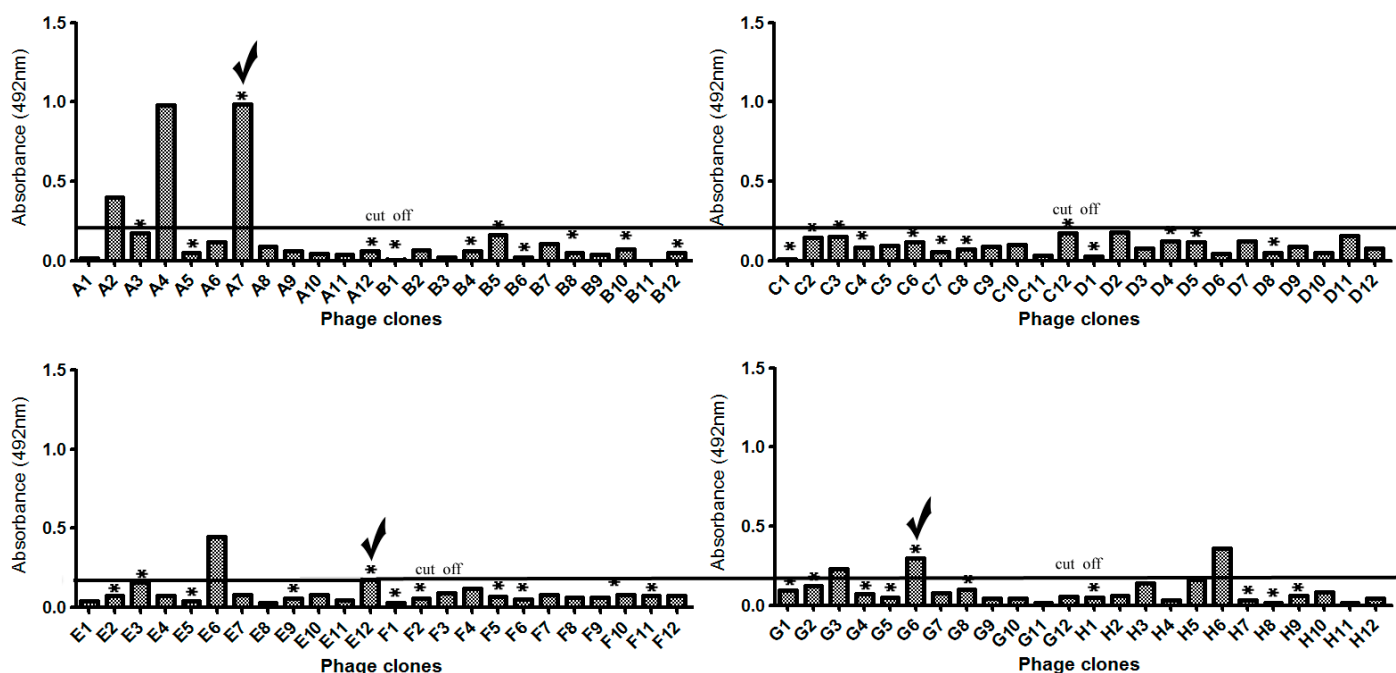 1.5
1.0
0.5
0.0
Absorbance (492nm)
cut off
*
* * * * * * * * * * *
A1 A2 A3 A4 A5 A6 A7 A8 A9 A10 A11 A12 B1 B2 B3 B4 B5 B6 B7 B8 B9 B10 B11 B12
Phage clones
1.5
1.0
0.5
0.0
Absorbance (492nm)
cut off
* * * * * * * * * * * *
C1 C2 C3 C4 C5 C6 C7 C8 C9 C10 C11 C12 D1 D2 D3 D4 D5 D6 D7 D8 D9 D10 D11 D12
Phage clones
1.5
1.0
0.5
0.0
Absorbance (492nm)
cut off
* * * * * * * * * * *
E1 E2 E3 E4 E5 E6 E7 E8 E9 E10 E11 E12 F1 F2 F3 F4 F5 F6 F7 F8 F9 F10 F11 F12
Phage clones
1.5
1.0
0.5
0.0
Absorbance (492nm)
cut off
* * * * * * * * * *
G1 G2 G3 G4 G5 G6 G7 G8 G9 G10 G11 G12 H1 H2 H3 H4 H5 H6 H7 H8 H9 H10 H11 H12
Phage clones